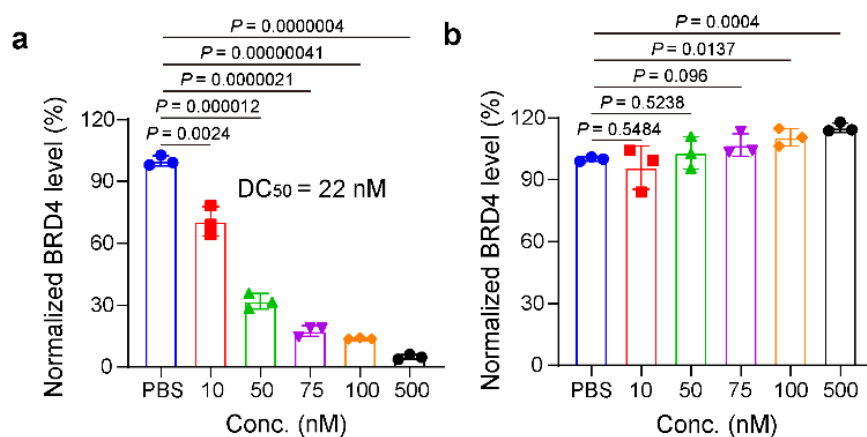 a
P = 0.0000004
P = 0.00000041
P = 0.0000021
P = 0.000012
P = 0.0024
DC50 = 22 nM
Normalized BRD4 level (%)
120
90
60
30
0
PBS 10 50 75 100 500
Conc. (nM)
b
P = 0.0004
P = 0.0137
P = 0.096
P = 0.5238
P = 0.5484
Normalized BRD4 level (%)
120
90
60
30
0
PBS 10 50 75 100 500
Conc. (nM)